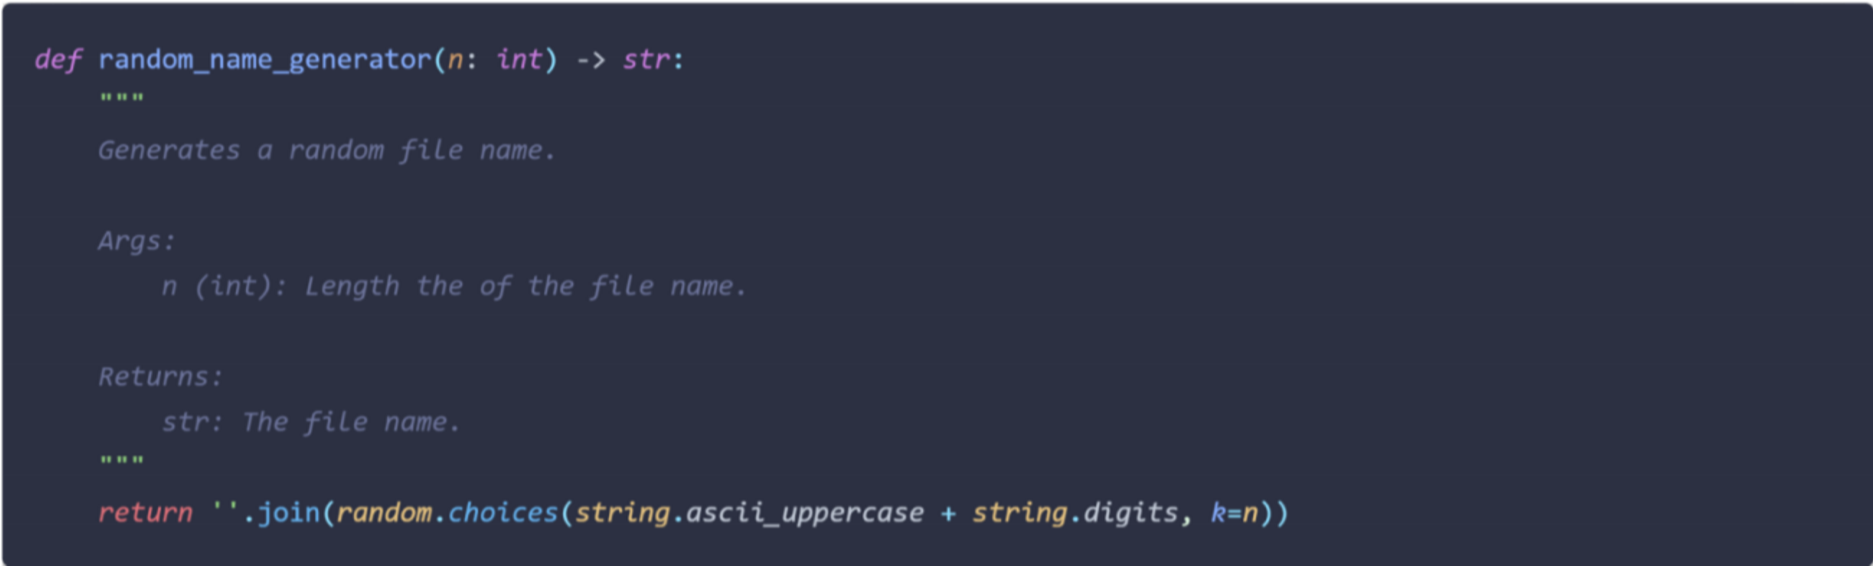 def random_name_generator(n: int) -> str:
    """
    Generates a random file name.
    Args:
        n (int): Length the of the file name.
    Returns:
        str: The file name.
    """
    return ''.join(random.choices(string.ascii_uppercase + string.digits, k=n))